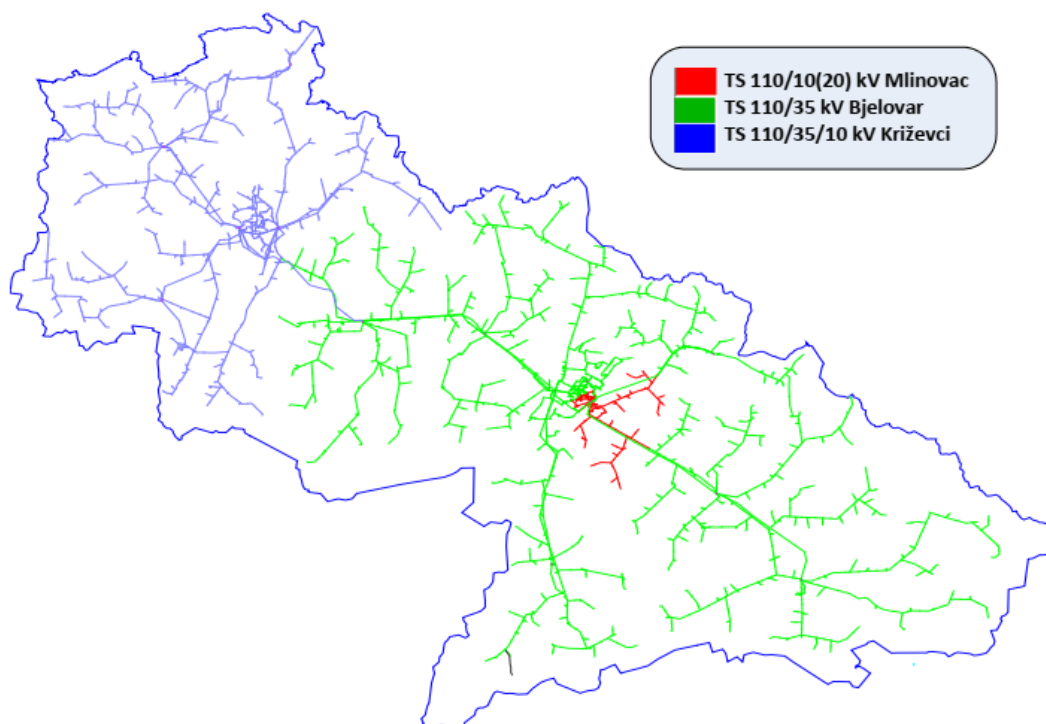 TS 110/10(20) kV Mlinovac
TS 110/35 kV Bjelovar
TS 110/35/10 kV Križevci